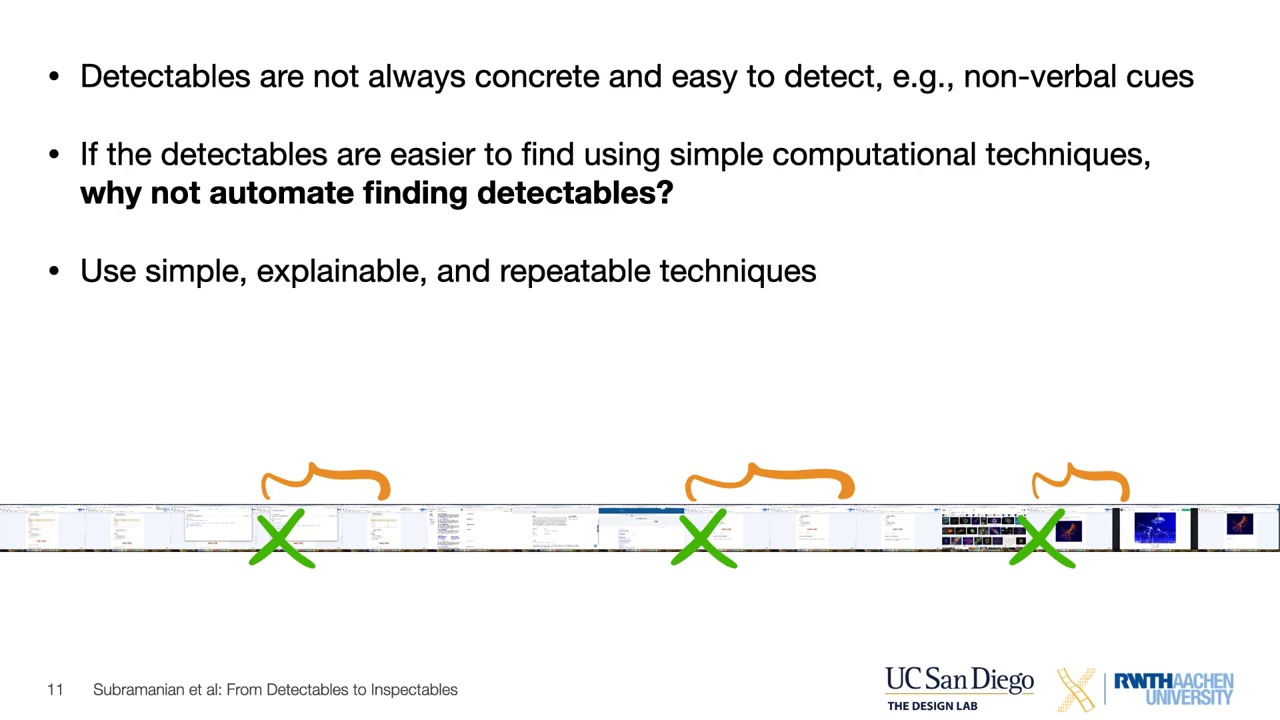 • Detectables are not always concrete and easy to detect, e.g., non-verbal cues
• If the detectables are easier to find using simple computational techniques,
why not automate finding detectables?
• Use simple, explainable, and repeatable techniques
11 Subramanian et al: From Detectables to Inspectables
UC San Diego
THE DESIGN LAB
RWTHAACHEN
UNIVERSITY